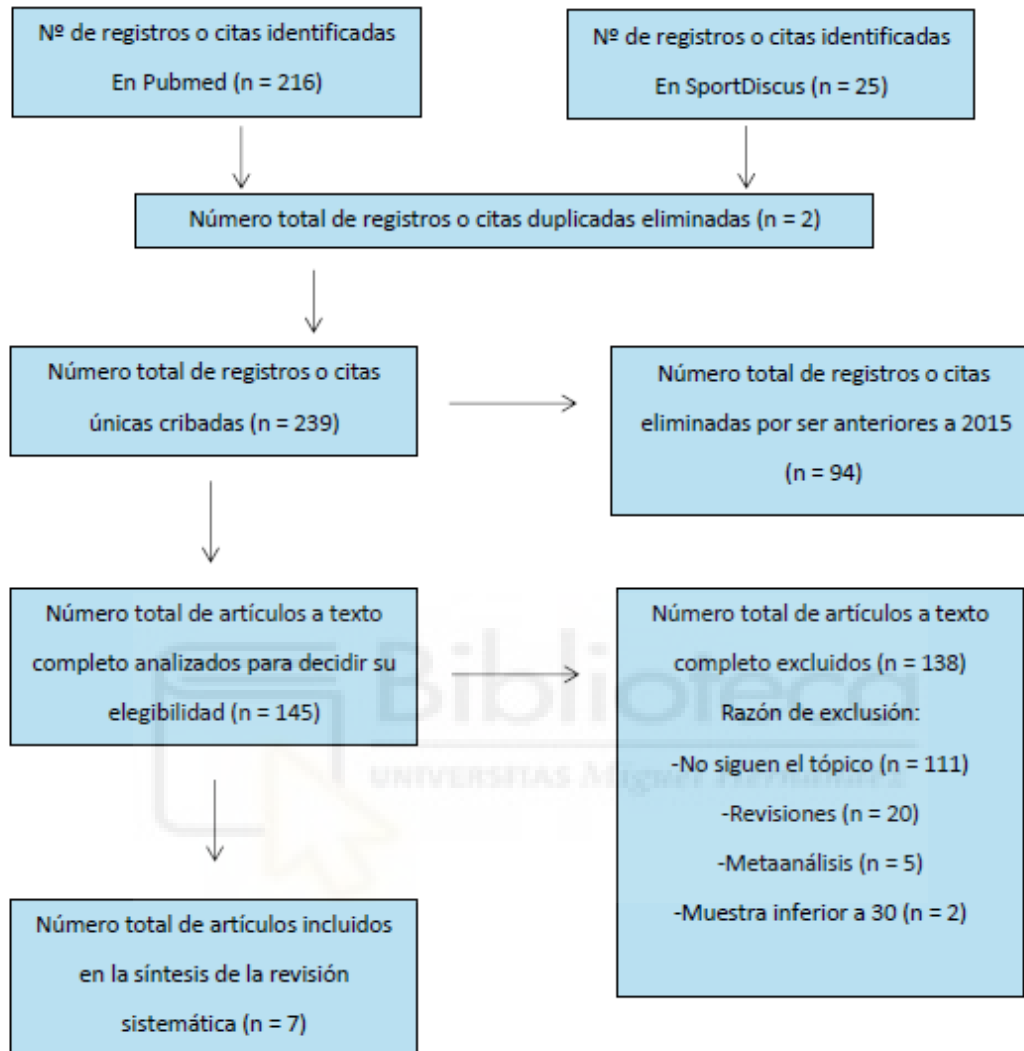 Nº de registros o citas identificadas
En Pubmed (n = 216)
Nº de registros o citas identificadas
En SportDiscus (n = 25)
Número total de registros o citas duplicadas eliminadas (n = 2)
Número total de registros o citas
únicas cribadas (n = 239)
Número total de registros o citas
eliminadas por ser anteriores a 2015
(n = 94)
Número total de artículos a texto
completo analizados para decidir su
elegibilidad (n = 145)
Número total de artículos a texto
completo excluidos (n = 138)
Razón de exclusión:
-No siguen el tópico (n = 111)
-Revisiones (n = 20)
-Metaanálisis (n = 5)
-Muestra inferior a 30 (n = 2)
Número total de artículos incluidos
en la síntesis de la revisión
sistemática (n = 7)
Biblioteca
UNIVERSITAS Miguel Hernández